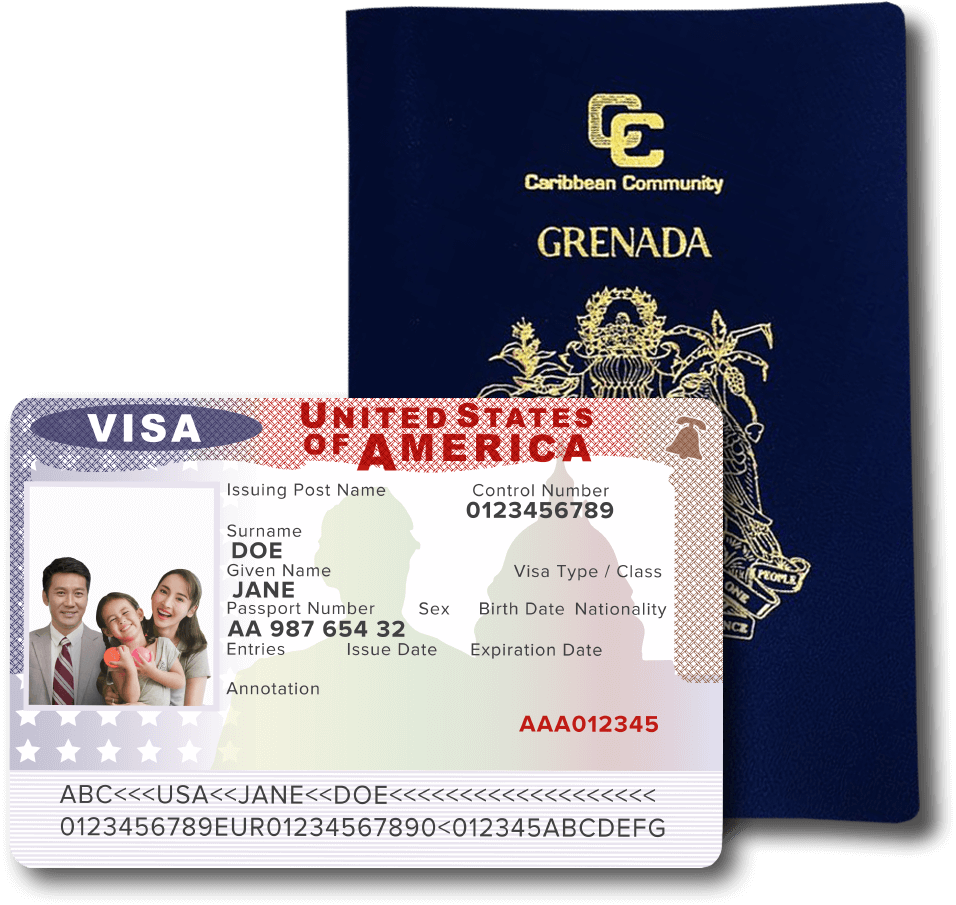 CC
Caribbean Community
GRENADA
PEOPLE
ONE
VISA
UNITED STATES
OF AMERICA
Issuing Post Name
Control Number
0123456789
Surname
DOE
Given Name
Visa Type / Class
JANE
Passport Number Sex Birth Date Nationality
AA 987 654 32
Entries Issue Date Expiration Date
Annotation
AAA012345
ABC<<<USA<<JANE<<DOE<<<<<<<<<<<<<<<<<<<
0123456789EUR01234567890<012345ABCDEFG